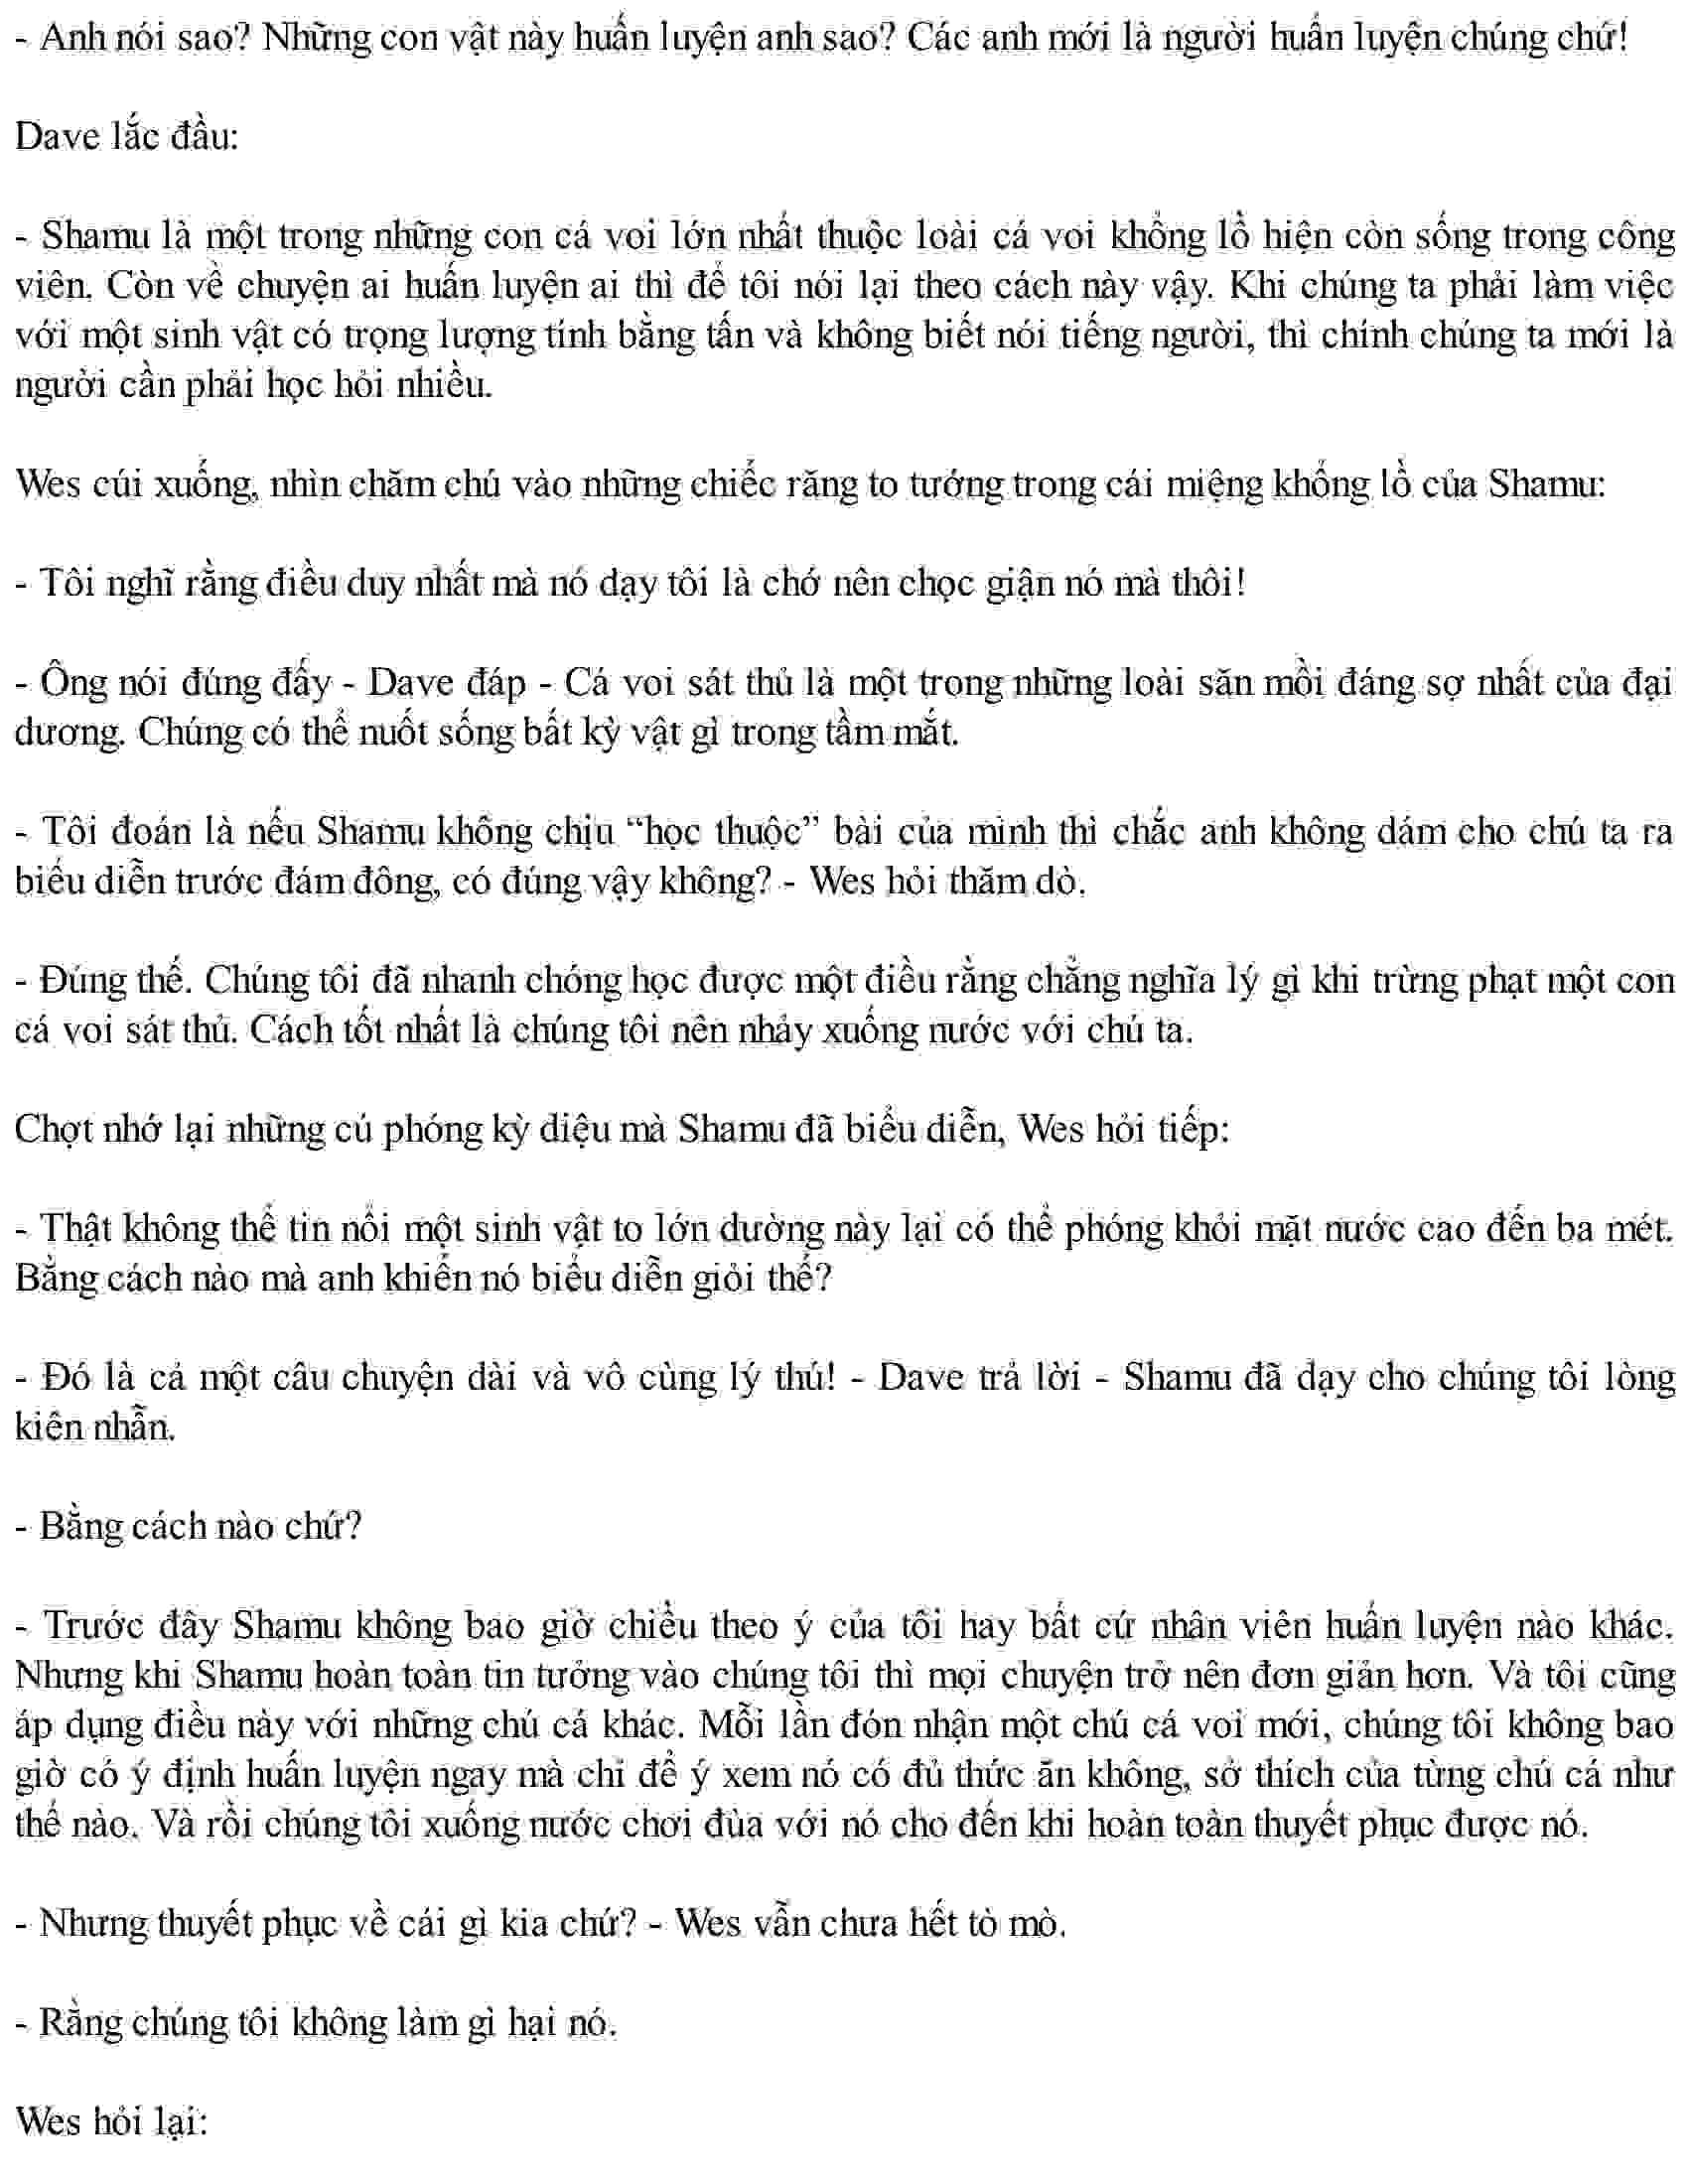 - Anh nói sao? Những con vật này huấn luyện anh sao? Các anh mới là người huấn luyện chúng chứ!
Dave lắc đầu:
- Shamu là một trong những con cá voi lớn nhất thuộc loài cá voi khổng lồ hiện còn sống trong công
viên. Còn về chuyện ai huấn luyện ai thì để tôi nói lại theo cách này vậy. Khi chúng ta phải làm việc
với một sinh vật có trọng lượng tính bằng tấn và không biết nói tiếng người, thì chính chúng ta mới là
người cần phải học hỏi nhiều.
Wes cúi xuống, nhìn chăm chú vào những chiếc răng to tướng trong cái miệng khổng lồ của Shamu:
- Tôi nghĩ rằng điều duy nhất mà nó dạy tôi là chớ nên chọc giận nó mà thôi!
- Ông nói đúng đấy - Dave đáp - Cá voi sát thủ là một trong những loài săn mồi đáng sợ nhất của đại
dương. Chúng có thể nuốt sống bất kỳ vật gì trong tầm mắt.
- Tôi đoán là nếu Shamu không chịu “học thuộc” bài của mình thì chắc anh không dám cho chú ta ra
biểu diễn trước đám đông, có đúng vậy không? - Wes hỏi thăm dò.
- Đúng thế. Chúng tôi đã nhanh chóng học được một điều rằng chẳng nghĩa lý gì khi trừng phạt một con
cá voi sát thủ. Cách tốt nhất là chúng tôi nên nhảy xuống nước với chú ta.
Chợt nhớ lại những cú phóng kỳ diệu mà Shamu đã biểu diễn, Wes hỏi tiếp:
- Thật không thể tin nổi một sinh vật to lớn dường này lại có thể phóng khỏi mặt nước cao đến ba mét.
Bằng cách nào mà anh khiến nó biểu diễn giỏi thế?
- Đó là cả một câu chuyện dài và vô cùng lý thú! - Dave trả lời - Shamu đã dạy cho chúng tôi lòng
kiên nhẫn.
- Bằng cách nào chứ?
- Trước đây Shamu không bao giờ chiều theo ý của tôi hay bất cứ nhân viên huấn luyện nào khác.
Nhưng khi Shamu hoàn toàn tin tưởng vào chúng tôi thì mọi chuyện trở nên đơn giản hơn. Và tôi cũng
áp dụng điều này với những chú cá khác. Mỗi lần đón nhận một chú cá voi mới, chúng tôi không bao
giờ có ý định huấn luyện ngay mà chỉ để ý xem nó có đủ thức ăn không, sở thích của từng chú cá như
thế nào. Và rồi chúng tôi xuống nước chơi đùa với nó cho đến khi hoàn toàn thuyết phục được nó.
- Nhưng thuyết phục về cái gì kia chứ? - Wes vẫn chưa hết tò mò.
- Rằng chúng tôi không làm gì hại nó.
Wes hỏi lại: